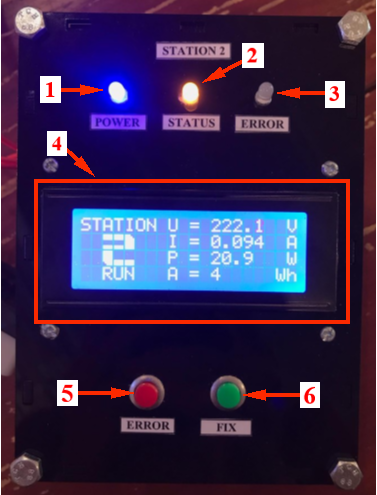 STATION 2
2
1
3
POWER
STATUS
ERROR
4
STATION U = 222.1 V
2 I = 0.094 A
P = 20.9 W
RUN A = 4 Wh
5
6
ERROR
FIX